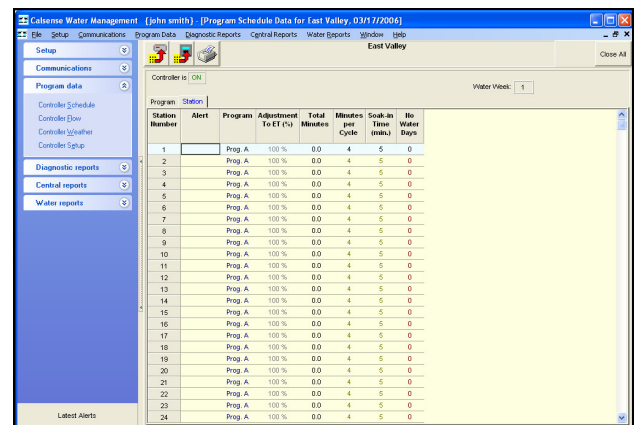 Calsense Water Management {john smith} - [Program Schedule Data for East Valley, 03/17/2006]
File Setup Communications Program Data Diagnostic Reports Central Reports Water Reports Window Help
Setup
Communications
Program data
Controller Schedule
Controller Flow
Controller Weather
Controller Setup
Diagnostic reports
Central reports
Water reports
Latest Alerts
East Valley
Close All
Controller is ON
Water Week: 1
Program Station
Station Number Alert Program Adjustment To ET (%) Total Minutes Minutes per Cycle Soak-in Time (min.) No Water Days
1 Prog. A 100 % 0.0 4 5 0
2 Prog. A 100 % 0.0 4 5 0
3 Prog. A 100 % 0.0 4 5 0
4 Prog. A 100 % 0.0 4 5 0
5 Prog. A 100 % 0.0 4 5 0
6 Prog. A 100 % 0.0 4 5 0
7 Prog. A 100 % 0.0 4 5 0
8 Prog. A 100 % 0.0 4 5 0
9 Prog. A 100 % 0.0 4 5 0
10 Prog. A 100 % 0.0 4 5 0
11 Prog. A 100 % 0.0 4 5 0
12 Prog. A 100 % 0.0 4 5 0
13 Prog. A 100 % 0.0 4 5 0
14 Prog. A 100 % 0.0 4 5 0
15 Prog. A 100 % 0.0 4 5 0
16 Prog. A 100 % 0.0 4 5 0
17 Prog. A 100 % 0.0 4 5 0
18 Prog. A 100 % 0.0 4 5 0
19 Prog. A 100 % 0.0 4 5 0
20 Prog. A 100 % 0.0 4 5 0
21 Prog. A 100 % 0.0 4 5 0
22 Prog. A 100 % 0.0 4 5 0
23 Prog. A 100 % 0.0 4 5 0
24 Prog. A 100 % 0.0 4 5 0